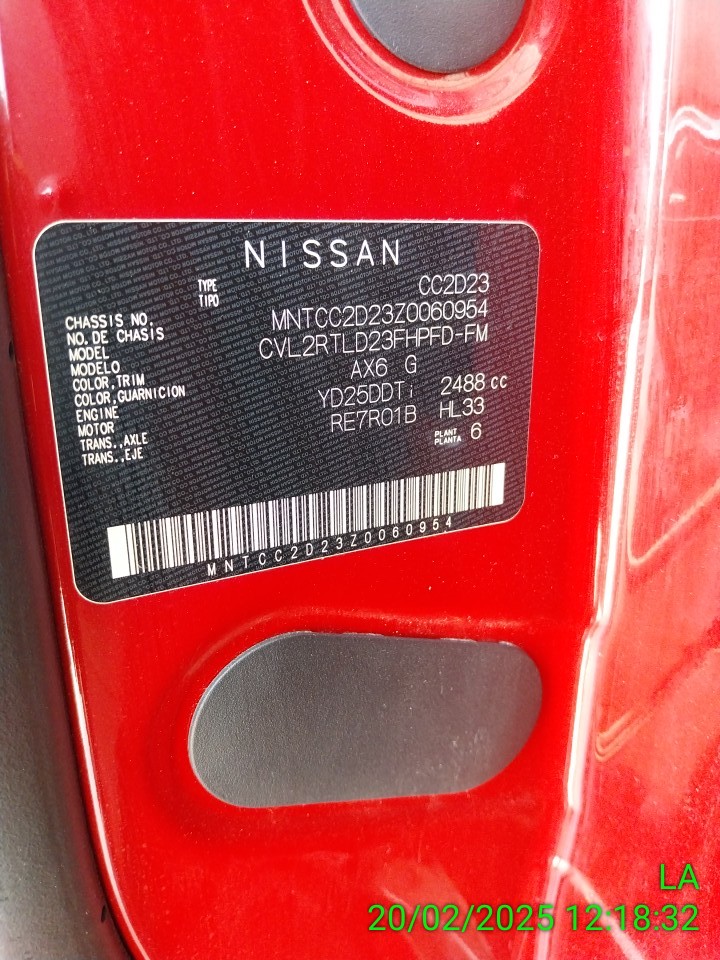 NISSAN
TYPE
TIPO CC2D23
CHASSIS NO.
NO. DE CHASIS MNTCC2D23Z0060954
MODEL
MODELO CVL2RTLD23FHPFD-FM
COLOR,TRIM
COLOR,GUARNICION AX6 G
ENGINE
MOTOR YD25DDTi 2488 cc
TRANS.,AXLE
TRANS.,EJE RE7R01B HL33
PLANT
PLANTA 6
MNTCC2D23Z0060954
LA
20/02/2025 12:18:32